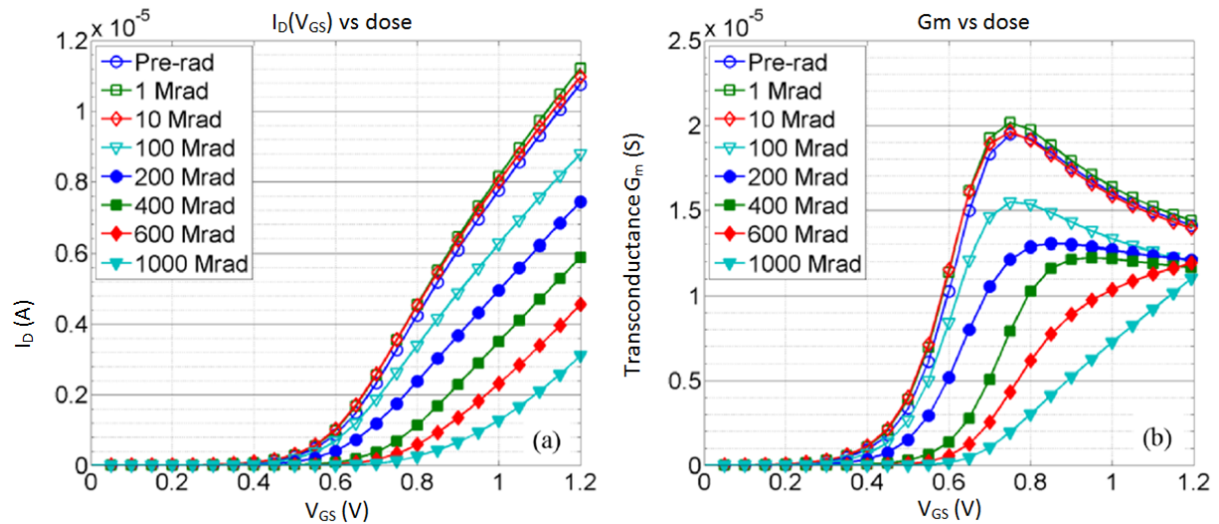 I_D(V_GS) vs dose
1.2 x 10^-5
1
0.8
0.6
0.4
0.2
0
I_D (A)
Pre-rad
1 Mrad
10 Mrad
100 Mrad
200 Mrad
400 Mrad
600 Mrad
1000 Mrad
(a)
0 0.2 0.4 0.6 0.8 1.0 1.2
V_GS (V)
Gm vs dose
2.5 x 10^-5
2
1.5
1
0.5
0
Transconductance G_m (S)
Pre-rad
1 Mrad
10 Mrad
100 Mrad
200 Mrad
400 Mrad
600 Mrad
1000 Mrad
(b)
0 0.2 0.4 0.6 0.8 1.0 1.2
V_GS (V)